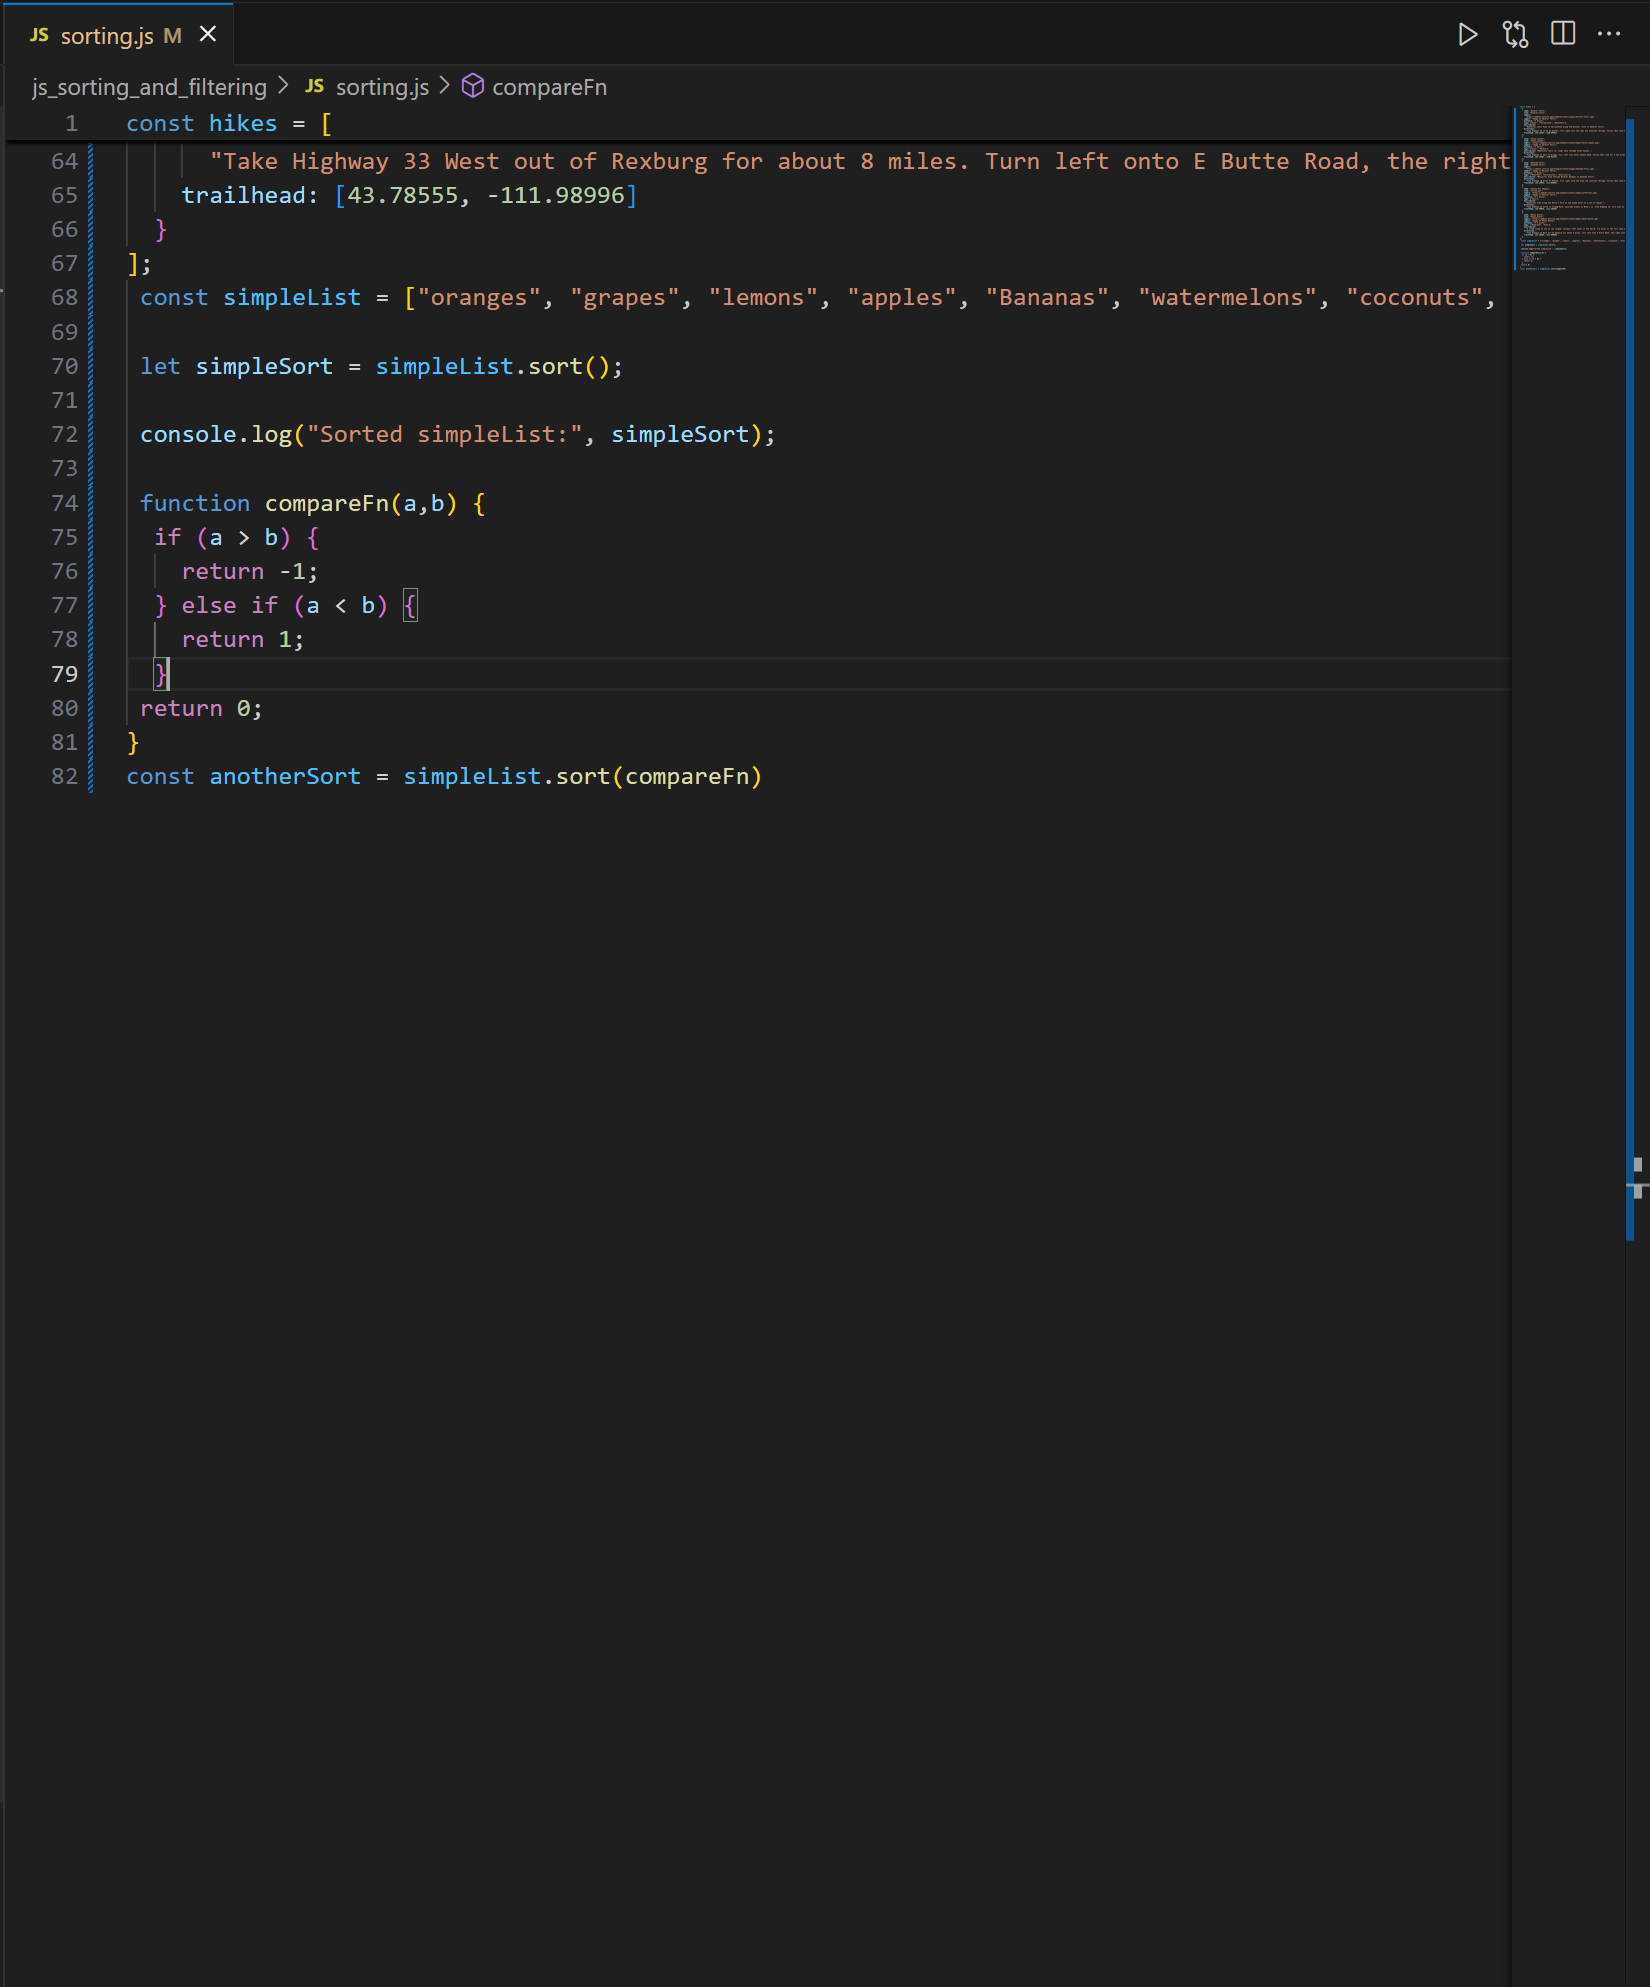 JS sorting.js M
js_sorting_and_filtering > JS sorting.js > compareFn
1 const hikes = [
64 "Take Highway 33 West out of Rexburg for about 8 miles. Turn left onto E Butte Road, the right
65 trailhead: [43.78555, -111.98996]
66 }
67 ];
68 const simpleList = ["oranges", "grapes", "lemons", "apples", "Bananas", "watermelons", "coconuts",
69
70 let simpleSort = simpleList.sort();
71
72 console.log("Sorted simpleList:", simpleSort);
73
74 function compareFn(a,b) {
75 if (a > b) {
76 return -1;
77 } else if (a < b) {
78 return 1;
79 }
80 return 0;
81 }
82 const anotherSort = simpleList.sort(compareFn)